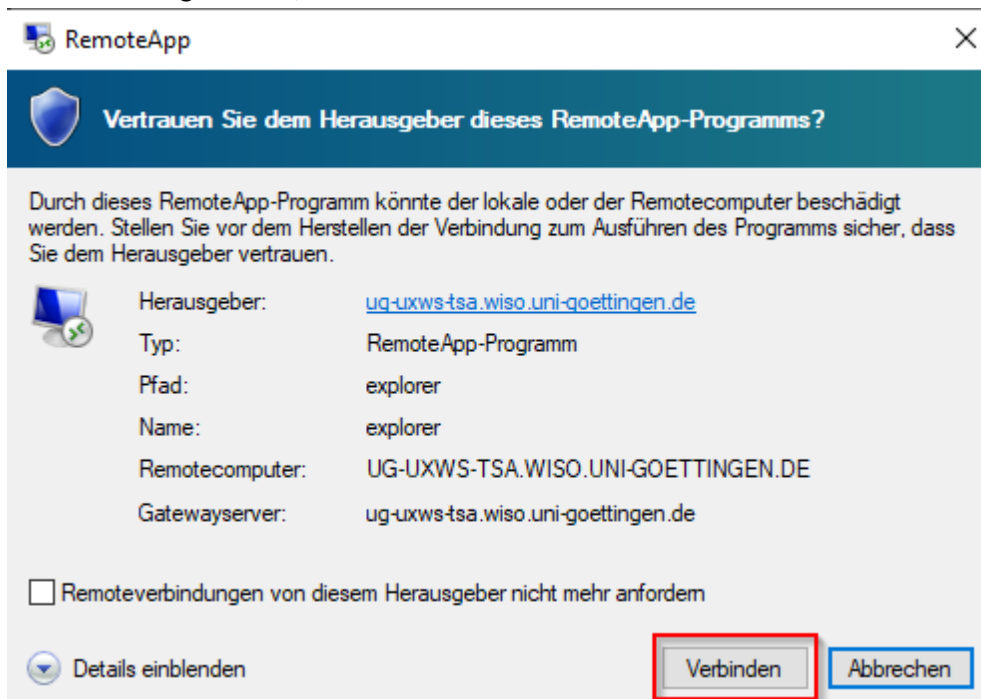 RemoteApp
Vertrauen Sie dem Herausgeber dieses RemoteApp-Programms?
Durch dieses RemoteApp-Programm könnte der lokale oder der Remotecomputer beschädigt
werden. Stellen Sie vor dem Herstellen der Verbindung zum Ausführen des Programms sicher, dass
Sie dem Herausgeber vertrauen.
Herausgeber: ug-uxws-tsa.wiso.uni-goettingen.de
Typ: RemoteApp-Programm
Pfad: explorer
Name: explorer
Remotecomputer: UG-UXWS-TSA.WISO.UNI-GOETTINGEN.DE
Gatewayserver: ug-uxws-tsa.wiso.uni-goettingen.de
Remoteverbindungen von diesem Herausgeber nicht mehr anfordern
Details einblenden Verbinden Abbrechen